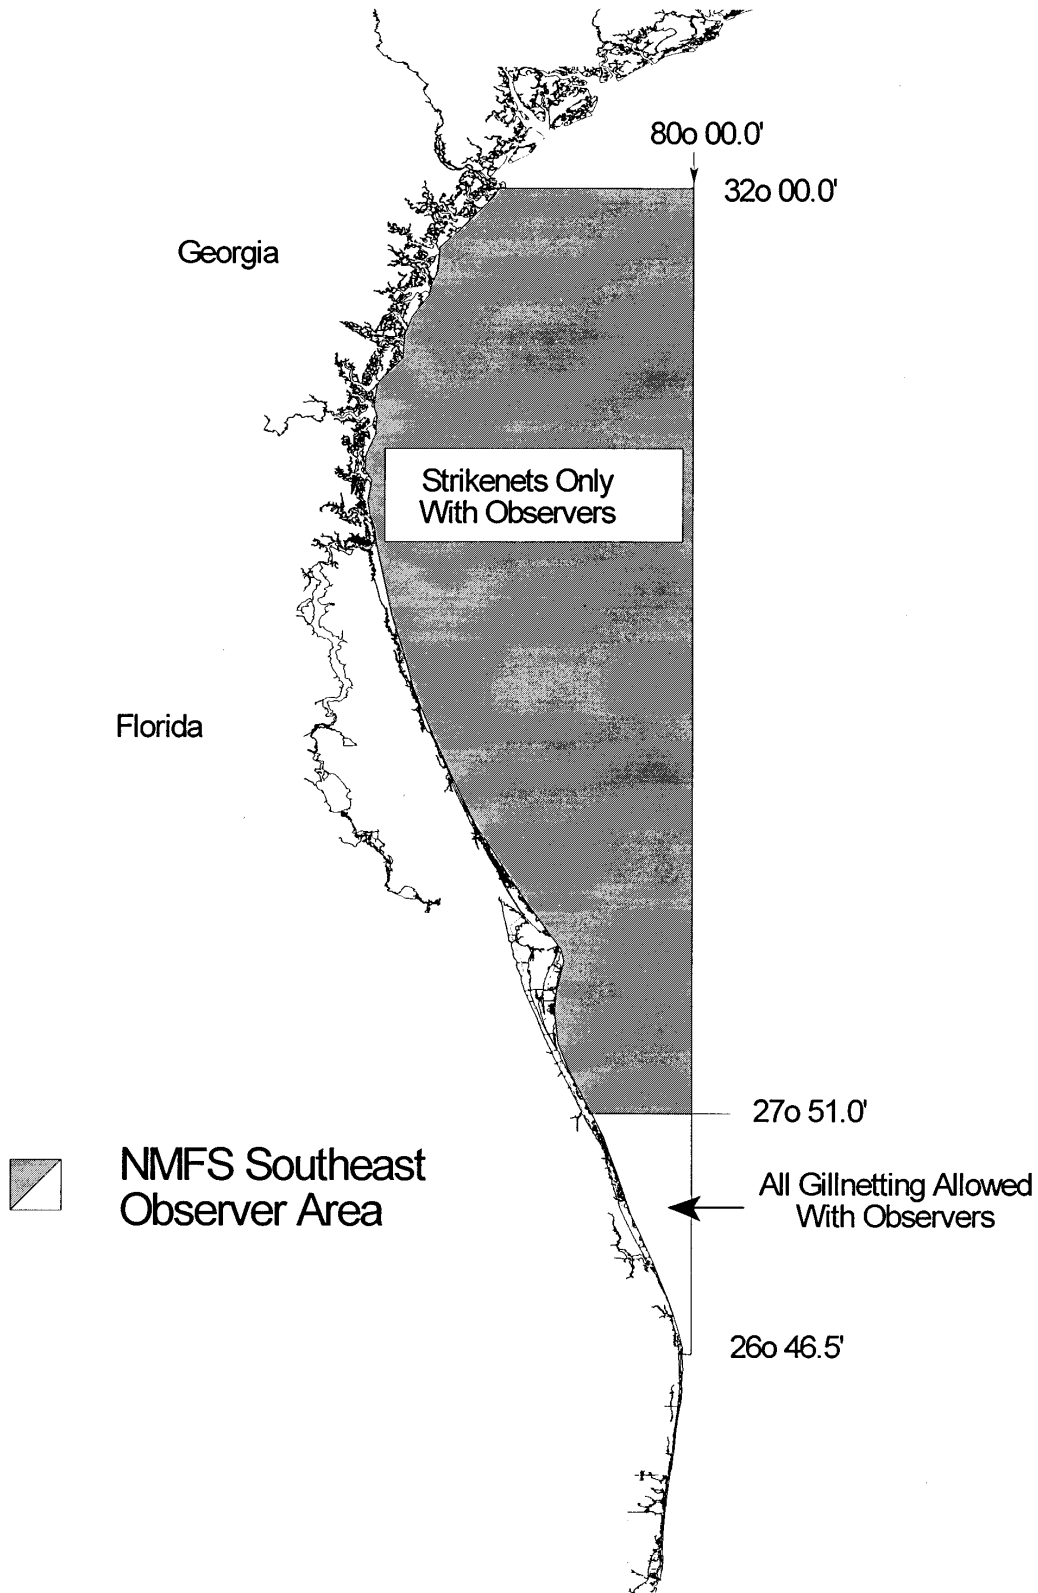 80o 00.0'
32o 00.0'
Georgia
Strikenets Only
With Observers
Florida
27o 51.0'
NMFS Southeast
Observer Area
All Gillnetting Allowed
With Observers
26o 46.5'